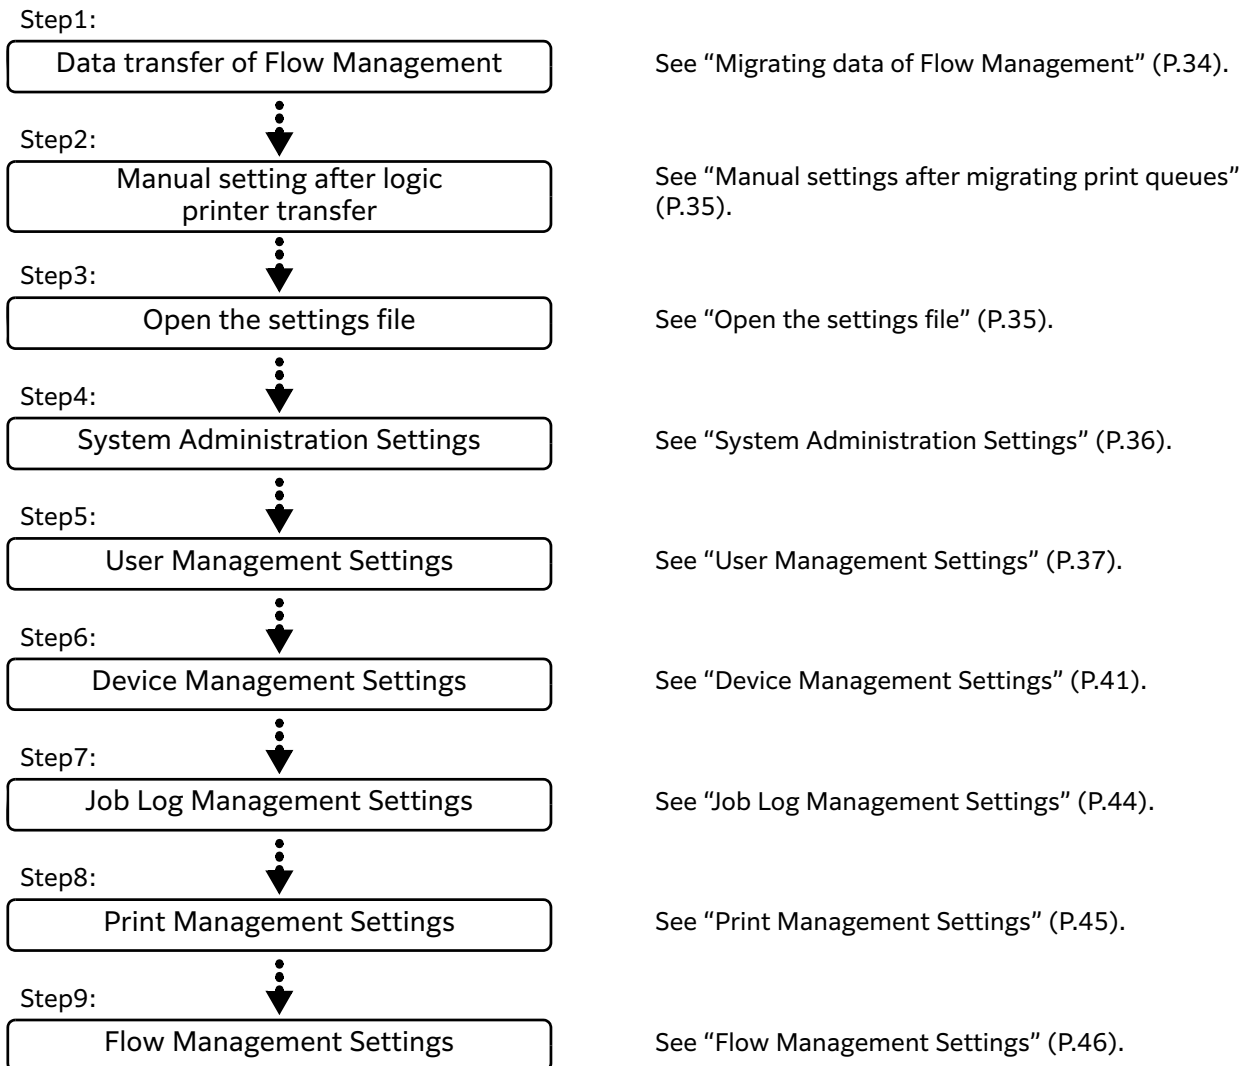 Step1:
Data transfer of Flow Management
See “Migrating data of Flow Management” (P.34).
Step2:
Manual setting after logic
printer transfer
See “Manual settings after migrating print queues”
(P.35).
Step3:
Open the settings file
See “Open the settings file” (P.35).
Step4:
System Administration Settings
See “System Administration Settings” (P.36).
Step5:
User Management Settings
See “User Management Settings” (P.37).
Step6:
Device Management Settings
See “Device Management Settings” (P.41).
Step7:
Job Log Management Settings
See “Job Log Management Settings” (P.44).
Step8:
Print Management Settings
See “Print Management Settings” (P.45).
Step9:
Flow Management Settings
See “Flow Management Settings” (P.46).